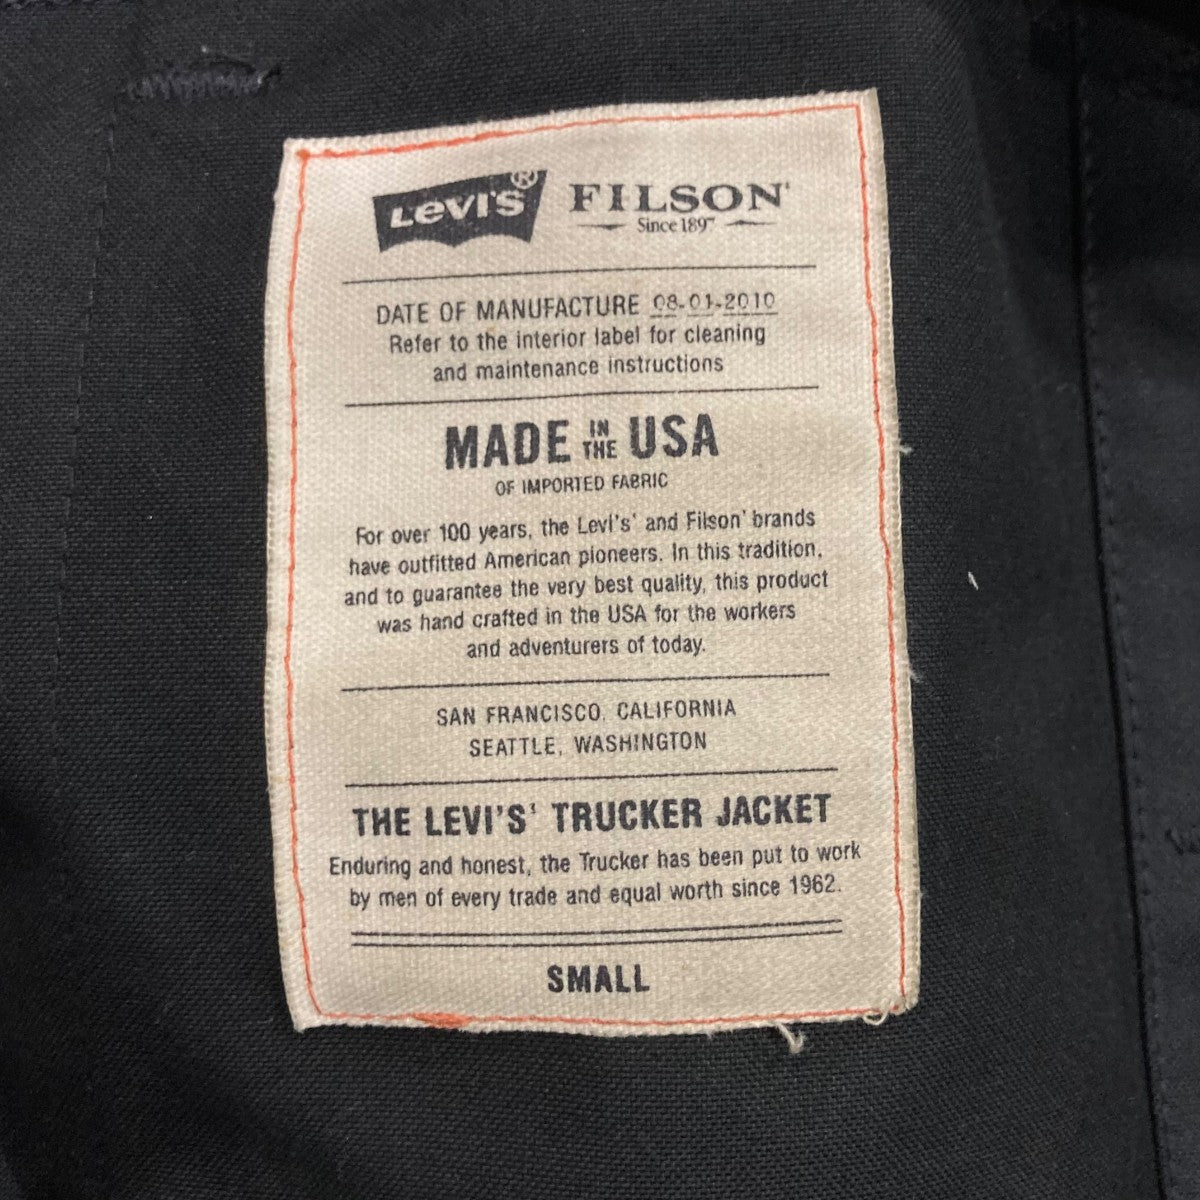 LEVI'S® FILSON'
Since 1897
DATE OF MANUFACTURE 08-01-2010
Refer to the interior label for cleaning
and maintenance instructions
MADE IN THE USA
OF IMPORTED FABRIC
For over 100 years, the Levi's' and Filson' brands
have outfitted American pioneers. In this tradition,
and to guarantee the very best quality, this product
was hand crafted in the USA for the workers
and adventurers of today.
SAN FRANCISCO, CALIFORNIA
SEATTLE, WASHINGTON
THE LEVI'S' TRUCKER JACKET
Enduring and honest, the Trucker has been put to work
by men of every trade and equal worth since 1962.
SMALL